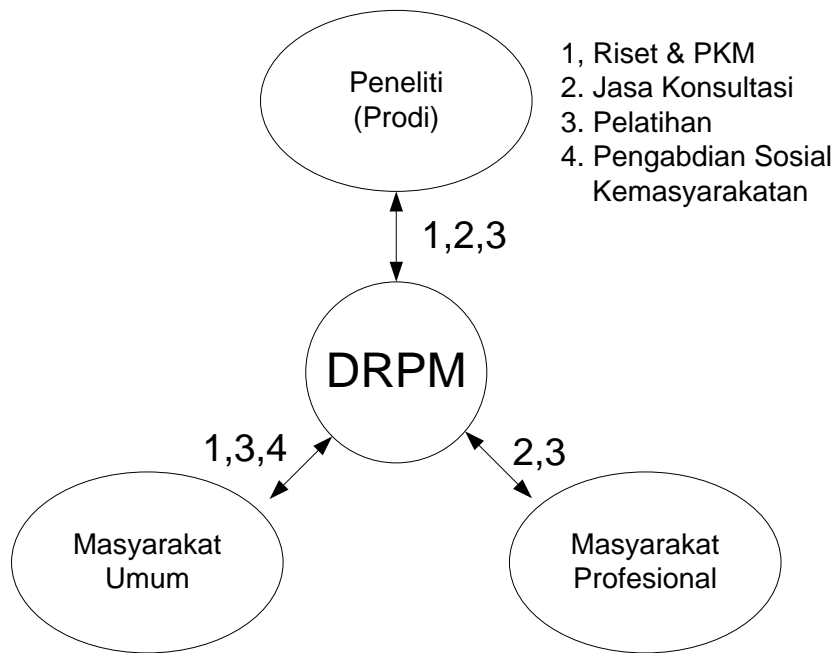 Peneliti
(Prodi)
1, Riset & PKM
2. Jasa Konsultasi
3. Pelatihan
4. Pengabdian Sosial
Kemasyarakatan
1,2,3
DRPM
1,3,4
2,3
Masyarakat
Umum
Masyarakat
Profesional